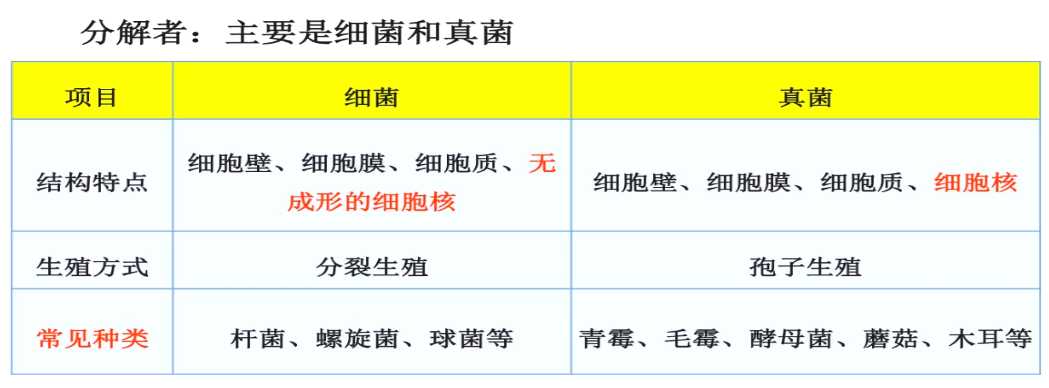 分解者：主要是细菌和真菌
项目 细菌 真菌
结构特点 细胞壁、细胞膜、细胞质、无
成形的细胞核 细胞壁、细胞膜、细胞质、细胞核
生殖方式 分裂生殖 孢子生殖
常见种类 杆菌、螺旋菌、球菌等 青霉、毛霉、酵母菌、蘑菇、木耳等